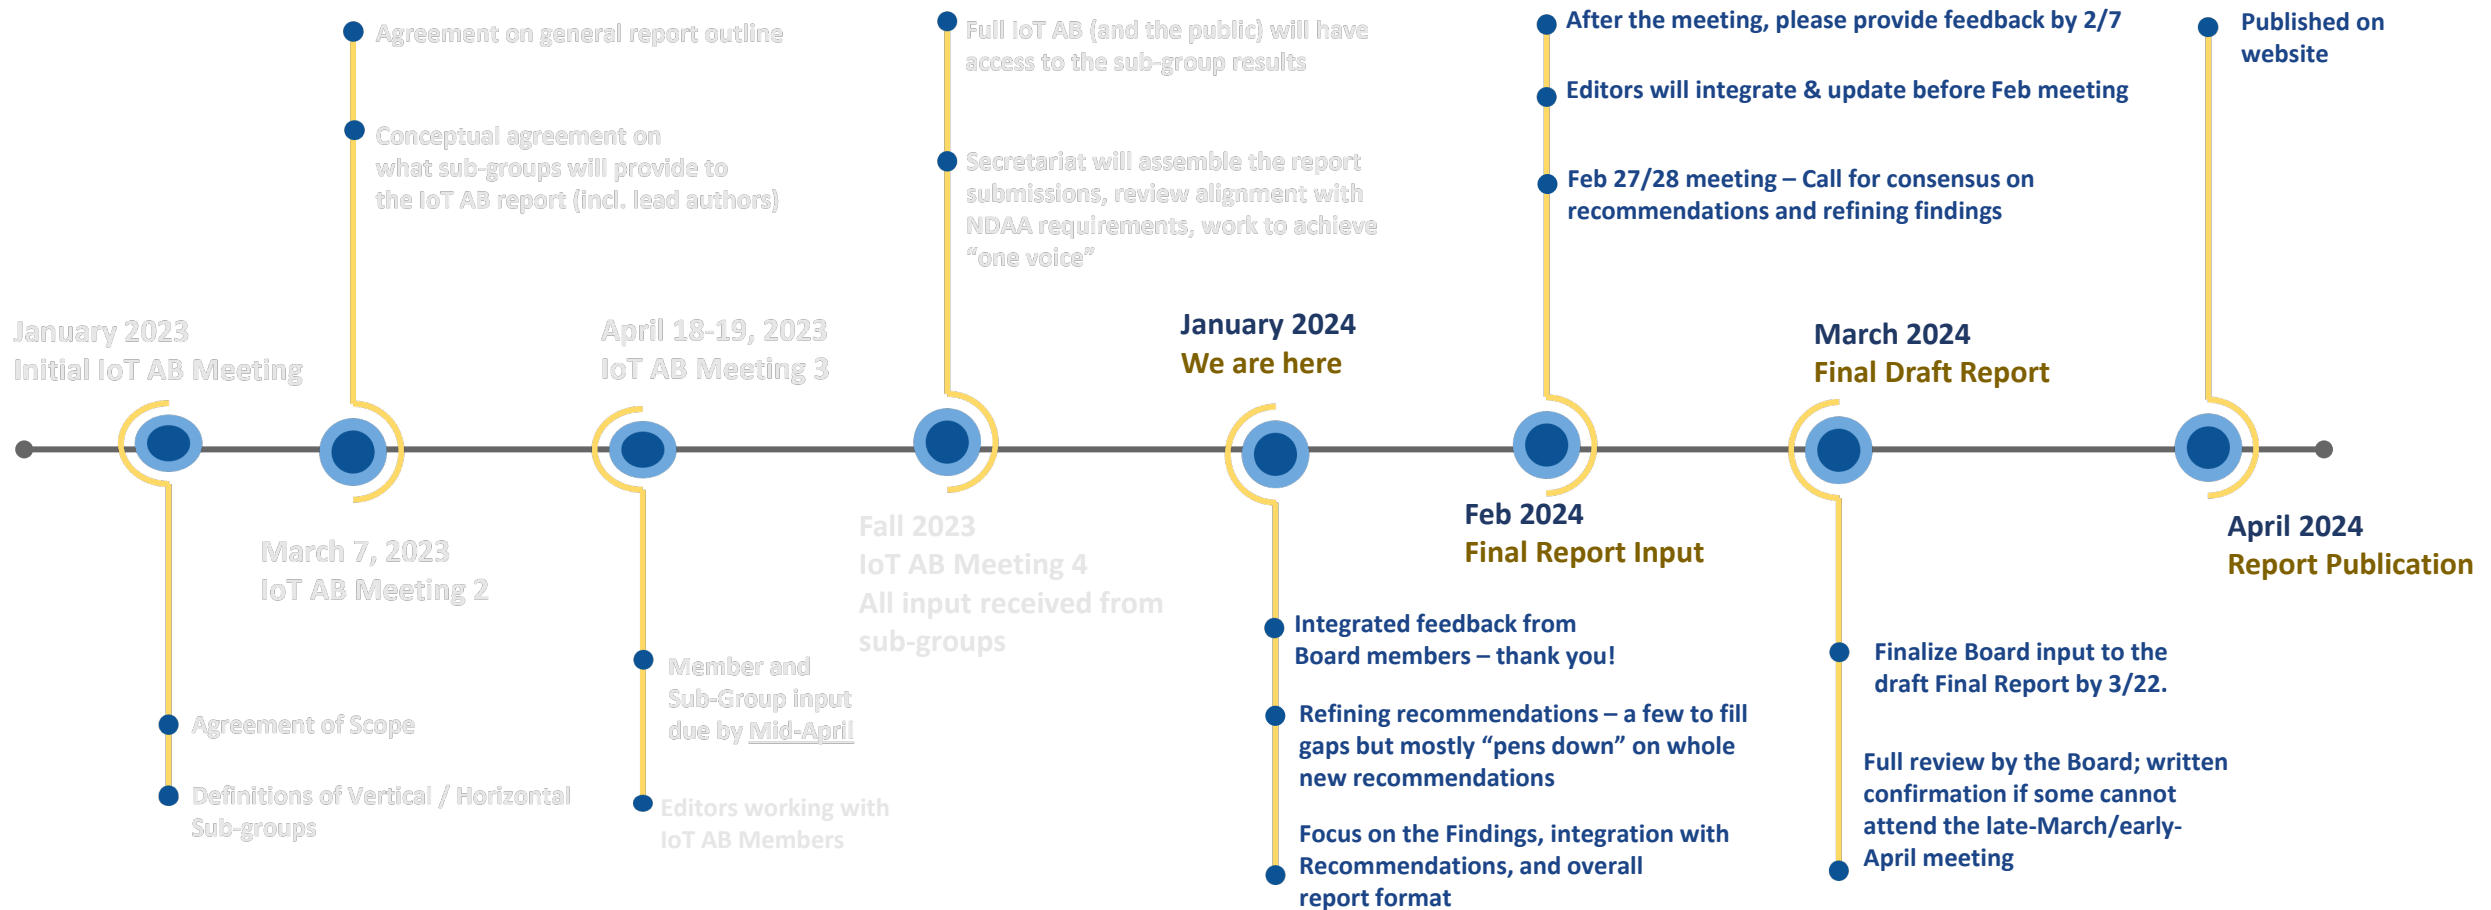 Agreement on general report outline
Conceptual agreement on
what sub-groups will provide to
the IoT AB report (incl. lead authors)
Full IoT AB (and the public) will have
access to the sub-group results
Secretariat will assemble the report
submissions, review alignment with
NDAA requirements, work to achieve
“one voice”
After the meeting, please provide feedback by 2/7
Editors will integrate & update before Feb meeting
Feb 27/28 meeting – Call for consensus on
recommendations and refining findings
Published on
website
January 2023
Initial IoT AB Meeting
April 18-19, 2023
IoT AB Meeting 3
January 2024
We are here
March 2024
Final Draft Report
March 7, 2023
IoT AB Meeting 2
Fall 2023
IoT AB Meeting 4
All input received from
sub-groups
Feb 2024
Final Report Input
April 2024
Report Publication
Agreement of Scope
Definitions of Vertical / Horizontal
Sub-groups
Member and
Sub-Group input
due by Mid-April
Editors working with
IoT AB Members
Integrated feedback from
Board members – thank you!
Refining recommendations – a few to fill
gaps but mostly “pens down” on whole
new recommendations
Focus on the Findings, integration with
Recommendations, and overall
report format
Finalize Board input to the
draft Final Report by 3/22.
Full review by the Board; written
confirmation if some cannot
attend the late-March/early-
April meeting